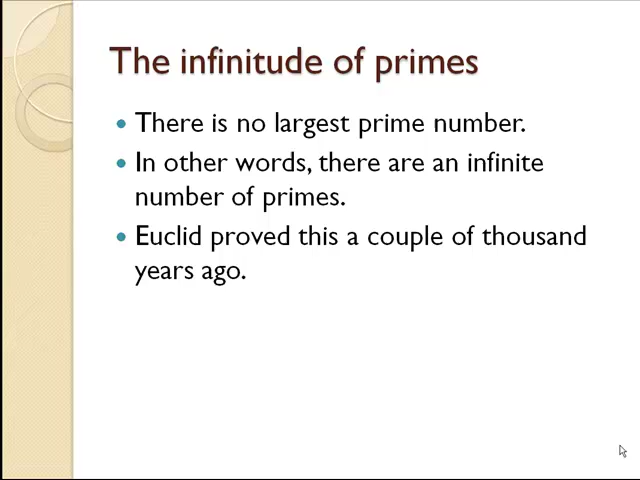 The infinitude of primes
• There is no largest prime number.
• In other words, there are an infinite
number of primes.
• Euclid proved this a couple of thousand
years ago.